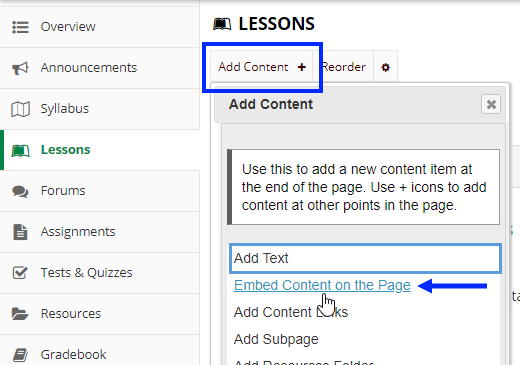 Overview
Announcements
Syllabus
Lessons
Forums
Assignments
Tests & Quizzes
Resources
Gradebook
LESSONS
Add Content +
Reorder
Add Content
Use this to add a new content item at
the end of the page. Use + icons to add
content at other points in the page.
Add Text
Embed Content on the Page
Add Content Links
Add Subpage
Add Resources Folder